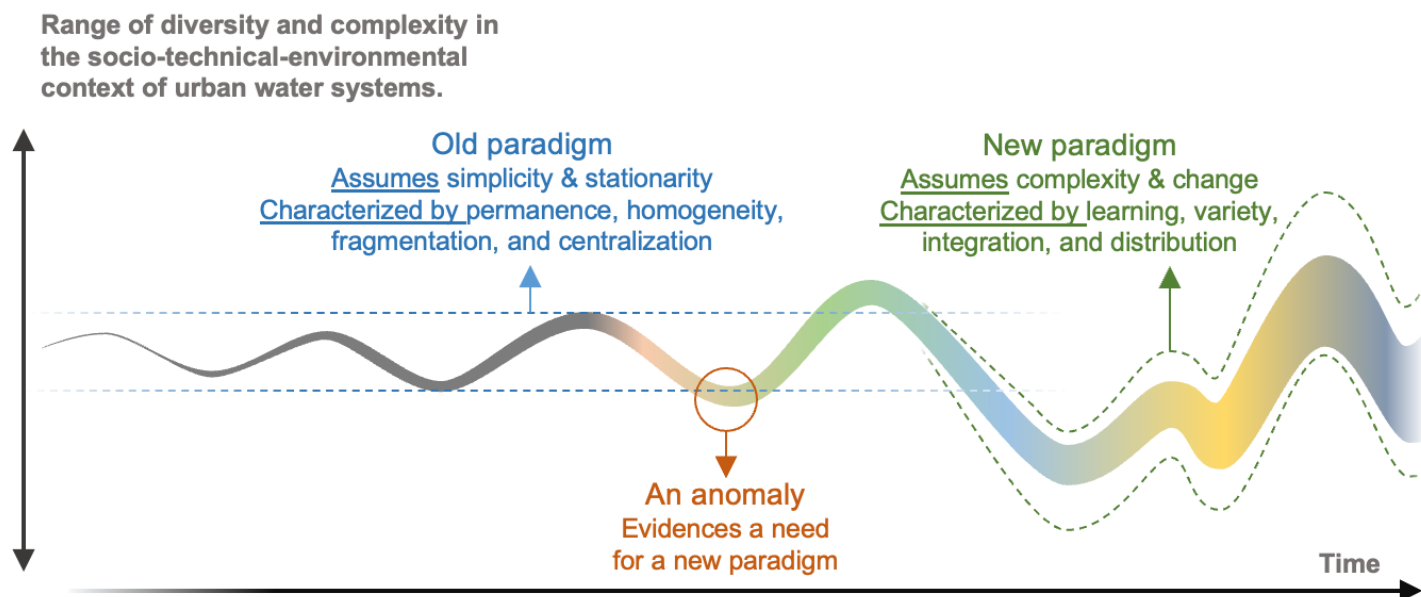 Range of diversity and complexity in
the socio-technical-environmental
context of urban water systems.
Old paradigm
Assumes simplicity & stationarity
Characterized by permanence, homogeneity,
fragmentation, and centralization
New paradigm
Assumes complexity & change
Characterized by learning, variety,
integration, and distribution
An anomaly
Evidences a need
for a new paradigm
Time